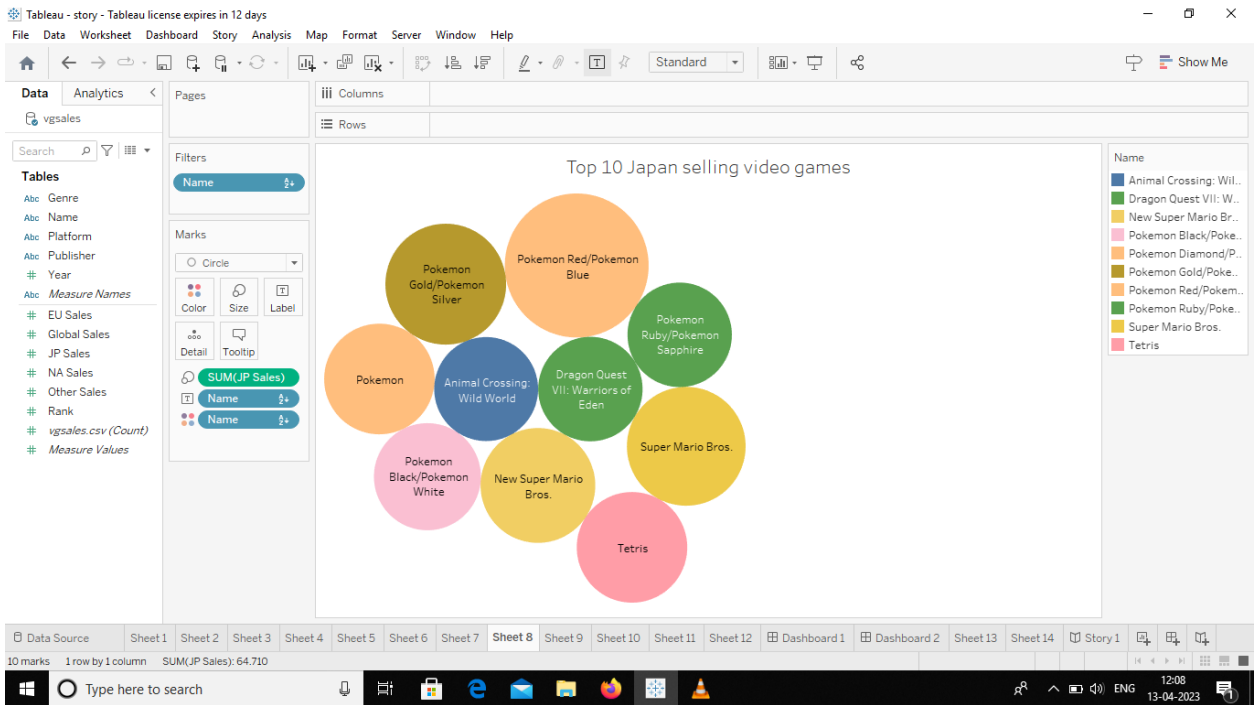 Tableau - story - Tableau license expires in 12 days
File Data Worksheet Dashboard Story Analysis Map Format Server Window Help
Standard
Show Me
Data Analytics
vgsales
Search
Tables
Abc Genre
Abc Name
Abc Platform
Abc Publisher
# Year
Abc Measure Names
# EU Sales
# Global Sales
# JP Sales
# NA Sales
# Other Sales
# Rank
# vgsales.csv (Count)
# Measure Values
Pages
Filters
Name
Marks
Circle
Color Size Label
Detail Tooltip
SUM(JP Sales)
T Name
Name
Columns
Rows
Top 10 Japan selling video games
Pokemon Red/Pokemon
Blue
Pokemon
Gold/Pokemon
Silver
Pokemon
Ruby/Pokemon
Sapphire
Pokemon
Animal Crossing:
Wild World
Dragon Quest
VII: Warriors of
Eden
Super Mario Bros.
Pokemon
Black/Pokemon
White
New Super Mario
Bros.
Tetris
Name
Animal Crossing: Wil..
Dragon Quest VII: W..
New Super Mario Br..
Pokemon Black/Poke..
Pokemon Diamond/P..
Pokemon Gold/Poke..
Pokemon Red/Pokem..
Pokemon Ruby/Poke..
Super Mario Bros.
Tetris
Data Source Sheet 1 Sheet 2 Sheet 3 Sheet 4 Sheet 5 Sheet 6 Sheet 7 Sheet 8 Sheet 9 Sheet 10 Sheet 11 Sheet 12 Dashboard 1 Dashboard 2 Sheet 13 Sheet 14 Story 1
10 marks 1 row by 1 column SUM(JP Sales): 64.710
Type here to search
ENG
12:08
13-04-2023
1